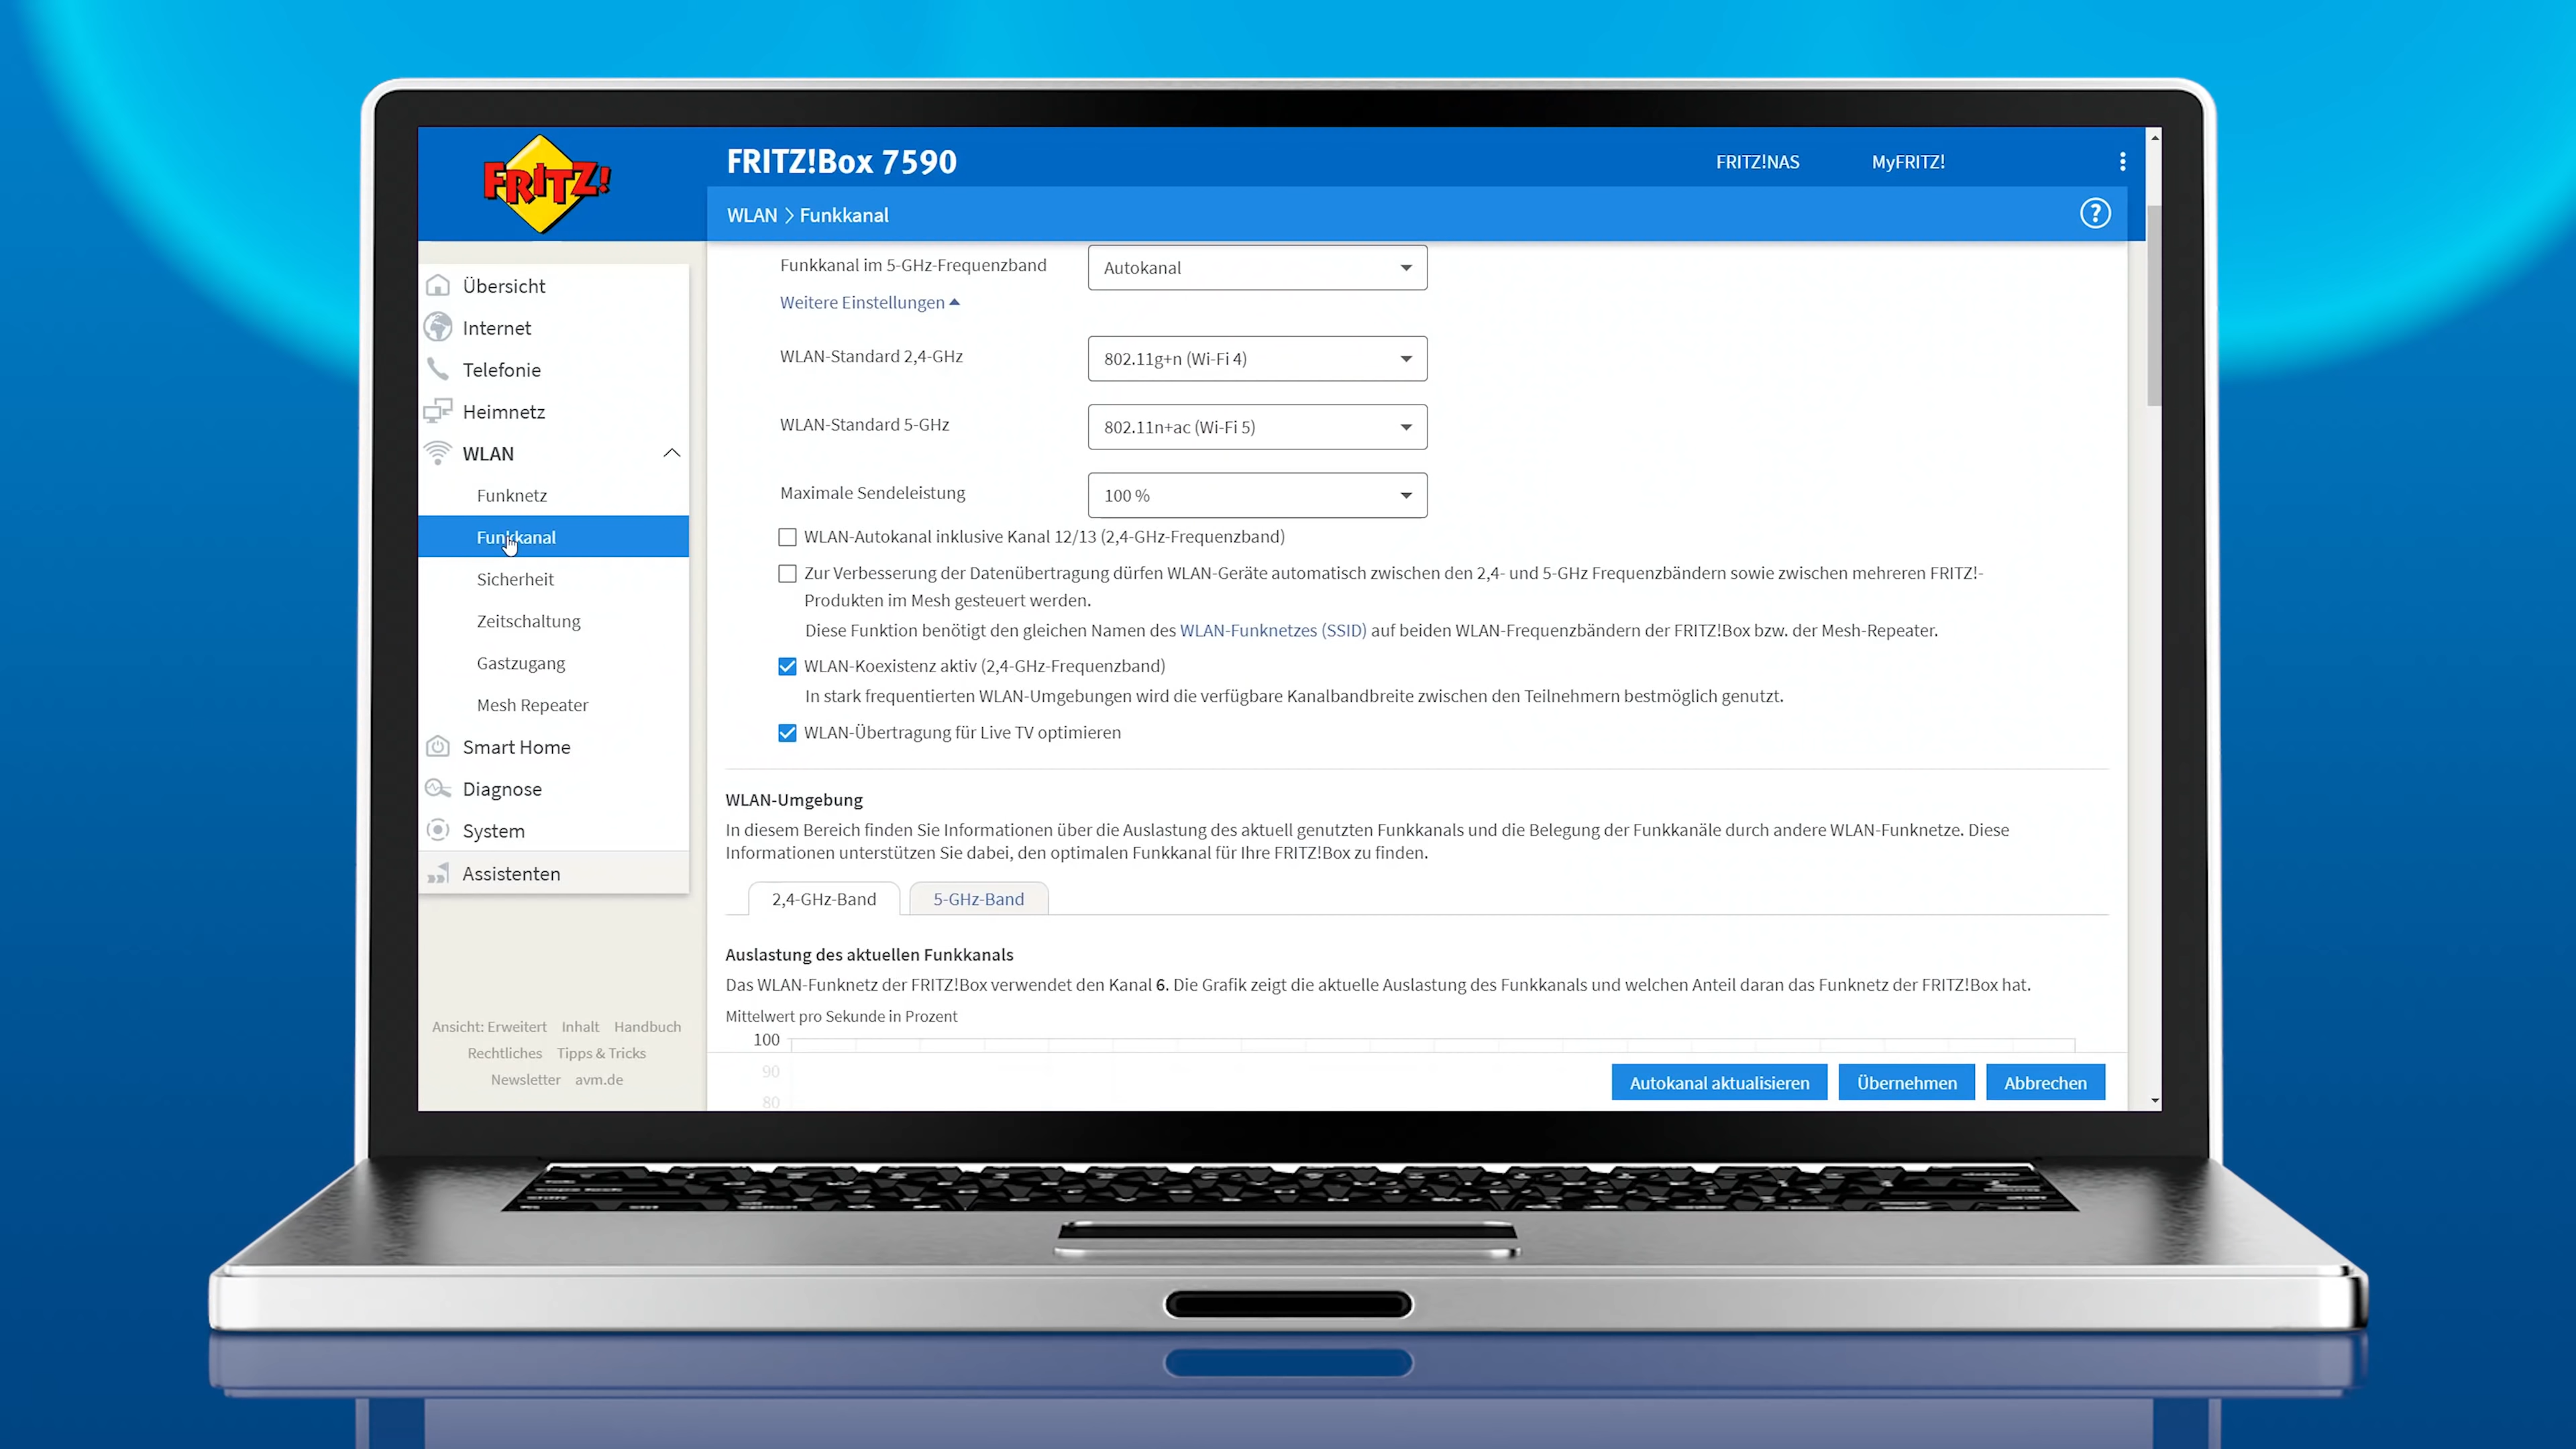 FRITZ!
FRITZ!Box 7590
FRITZ!NAS
MyFRITZ!
WLAN > Funkkanal
?
Übersicht
Internet
Telefonie
Heimnetz
WLAN
Funknetz
Funkkanal
Sicherheit
Zeitschaltung
Gastzugang
Mesh Repeater
Smart Home
Diagnose
System
Assistenten
Ansicht: Erweitert Inhalt Handbuch
Rechtliches Tipps & Tricks
Newsletter avm.de
Funkkanal im 5-GHz-Frequenzband Autokanal
Weitere Einstellungen
WLAN-Standard 2,4-GHz 802.11g+n (Wi-Fi 4)
WLAN-Standard 5-GHz 802.11n+ac (Wi-Fi 5)
Maximale Sendeleistung 100 %
WLAN-Autokanal inklusive Kanal 12/13 (2,4-GHz-Frequenzband)
Zur Verbesserung der Datenübertragung dürfen WLAN-Geräte automatisch zwischen den 2,4- und 5-GHz Frequenzbändern sowie zwischen mehreren FRITZ!-
Produkten im Mesh gesteuert werden.
Diese Funktion benötigt den gleichen Namen des WLAN-Funknetzes (SSID) auf beiden WLAN-Frequenzbändern der FRITZ!Box bzw. der Mesh-Repeater.
WLAN-Koexistenz aktiv (2,4-GHz-Frequenzband)
In stark frequentierten WLAN-Umgebungen wird die verfügbare Kanalbandbreite zwischen den Teilnehmern bestmöglich genutzt.
WLAN-Übertragung für Live TV optimieren
WLAN-Umgebung
In diesem Bereich finden Sie Informationen über die Auslastung des aktuell genutzten Funkkanals und die Belegung der Funkkanäle durch andere WLAN-Funknetze. Diese
Informationen unterstützen Sie dabei, den optimalen Funkkanal für Ihre FRITZ!Box zu finden.
2,4-GHz-Band 5-GHz-Band
Auslastung des aktuellen Funkkanals
Das WLAN-Funknetz der FRITZ!Box verwendet den Kanal 6. Die Grafik zeigt die aktuelle Auslastung des Funkkanals und welchen Anteil daran das Funknetz der FRITZ!Box hat.
Mittelwert pro Sekunde in Prozent
100
90
80
Autokanal aktualisieren Übernehmen Abbrechen